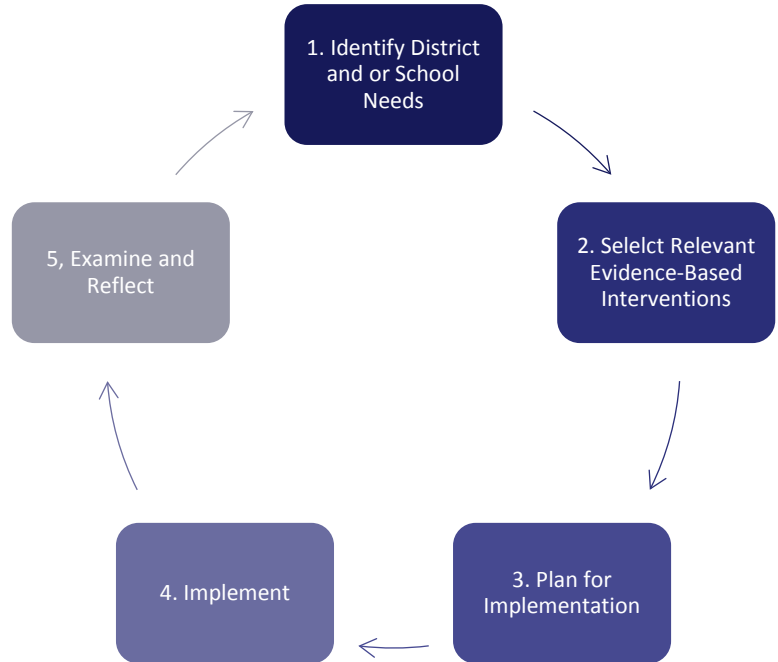 1. Identify District
and or School
Needs
2. Selelct Relevant
Evidence-Based
Interventions
3. Plan for
Implementation
4. Implement
5, Examine and
Reflect